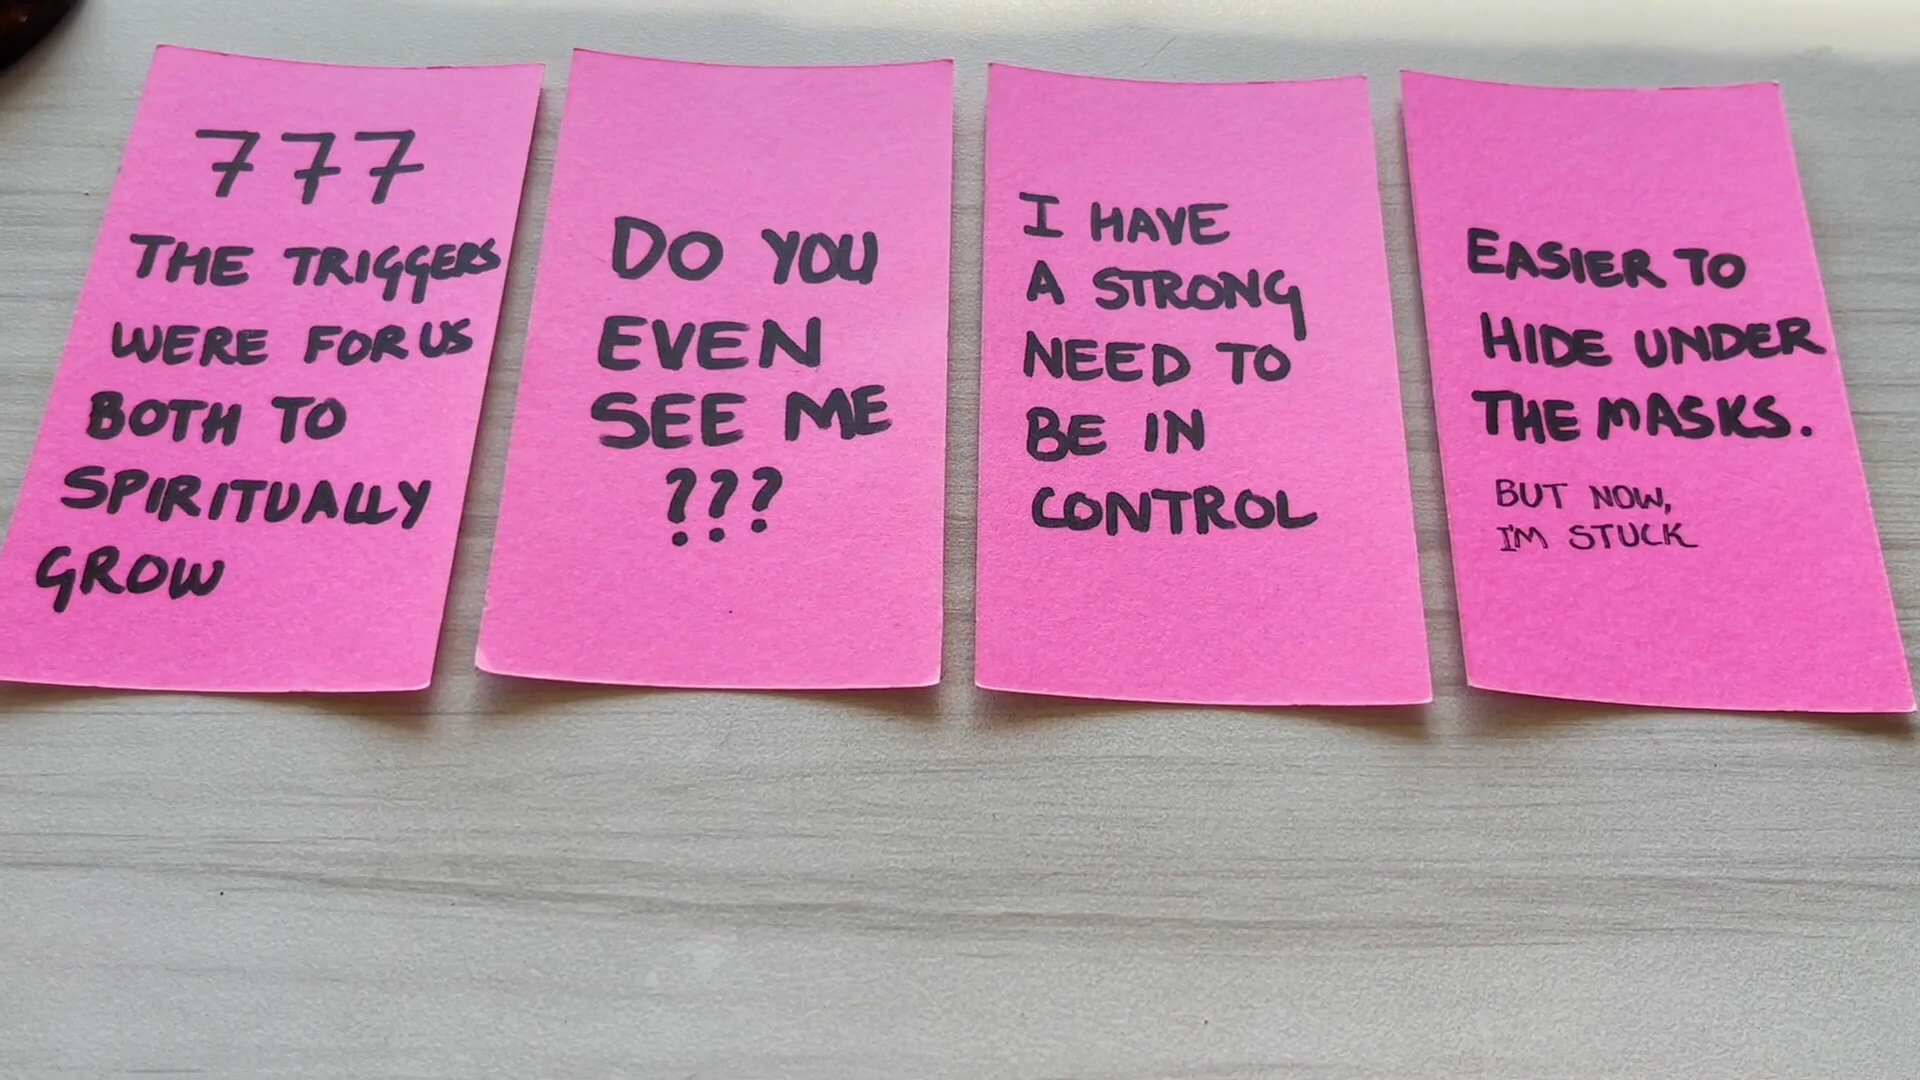 777
THE TRIGGERS
WERE FOR US
BOTH TO
SPIRITUALLY
GROW
DO YOU
EVEN
SEE ME
???
I HAVE
A STRONG
NEED TO
BE IN
CONTROL
EASIER TO
HIDE UNDER
THE MASKS.
BUT NOW,
I'M STUCK